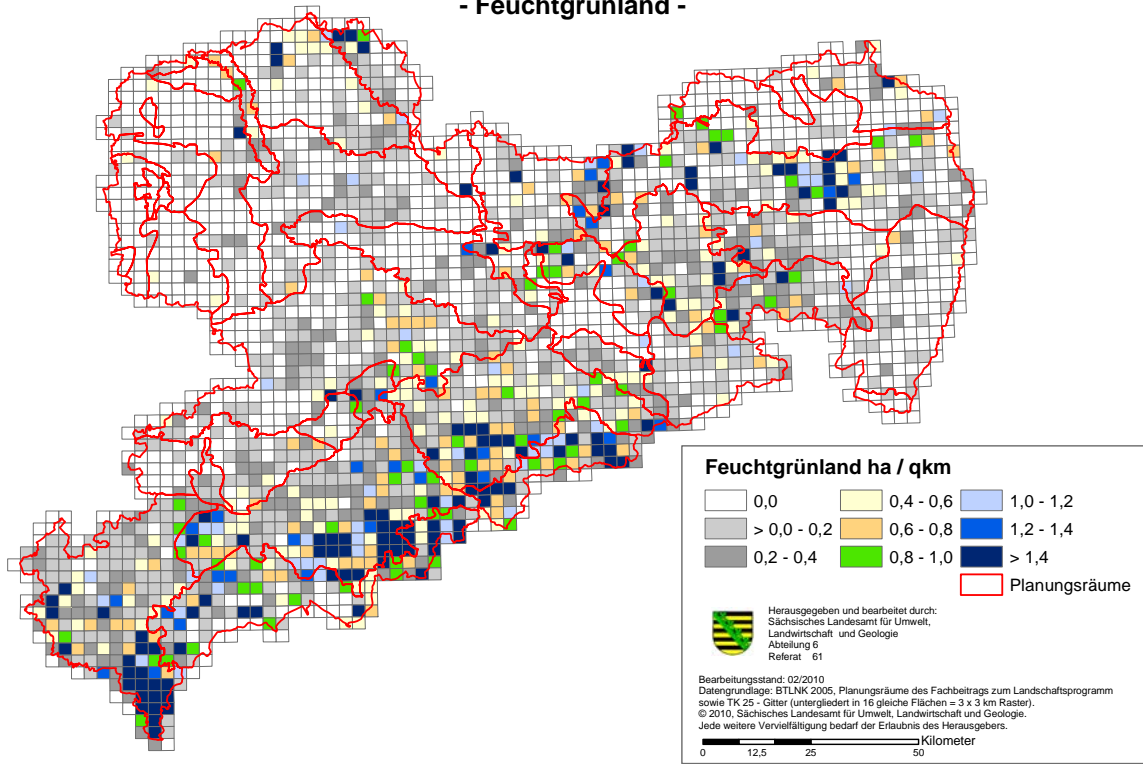 - Feuchtgrünland -
Feuchtgrünland ha / qkm
0,0
> 0,0 - 0,2
0,2 - 0,4
0,4 - 0,6
0,6 - 0,8
0,8 - 1,0
1,0 - 1,2
1,2 - 1,4
> 1,4
Planungsräume
Herausgegeben und bearbeitet durch:
Sächsisches Landesamt für Umwelt,
Landwirtschaft und Geologie
Abteilung 6
Referat 61
Bearbeitungsstand: 02/2010
Datengrundlage: BTLNK 2005, Planungsräume des Fachbeitrags zum Landschaftsprogramm
sowie TK 25 - Gitter (untergliedert in 16 gleiche Flächen = 3 x 3 km Raster).
© 2010, Sächisches Landesamt für Umwelt, Landwirtschaft und Geologie.
Jede weitere Vervielfältigung bedarf der Erlaubnis des Herausgebers.
Kilometer
0 12,5 25 50